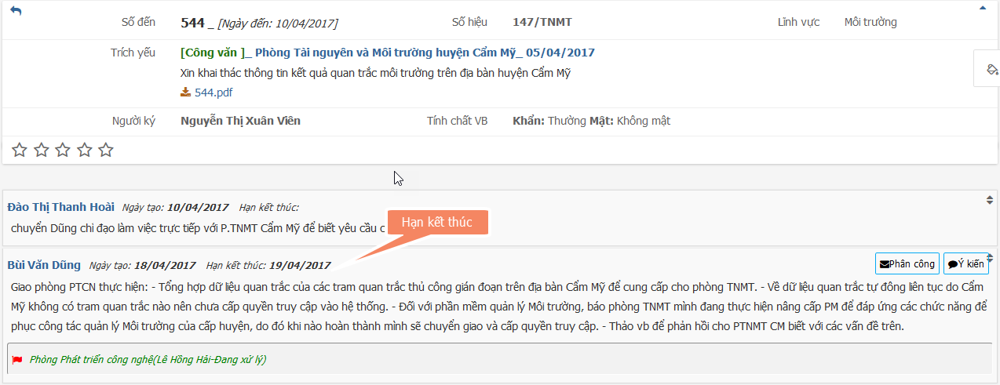 Số đến 544 _ [Ngày đến: 10/04/2017] Số hiệu 147/TNMT Lĩnh vực Môi trường
Trích yếu [Công văn ]_ Phòng Tài nguyên và Môi trường huyện Cẩm Mỹ_ 05/04/2017
Xin khai thác thông tin kết quả quan trắc môi trường trên địa bàn huyện Cẩm Mỹ
544.pdf
Người ký Nguyễn Thị Xuân Viên Tính chất VB Khẩn: Thường Mật: Không mật
Đào Thị Thanh Hoài Ngày tạo: 10/04/2017 Hạn kết thúc:
Hạn kết thúc
chuyển Dũng chỉ đạo làm việc trực tiếp với P.TNMT Cẩm Mỹ để biết yêu cầu c
Bùi Văn Dũng Ngày tạo: 18/04/2017 Hạn kết thúc: 19/04/2017 Phân công Ý kiến
Giao phòng PTCN thực hiện: - Tổng hợp dữ liệu quan trắc của các tram quan trắc thủ công gián đoạn trên địa bàn Cẩm Mỹ để cung cấp cho phòng TNMT. - Về dữ liệu quan trắc tự đông liên tục do Cẩm
Mỹ không có tram quan trắc nào nên chưa cấp quyền truy cập vào hệ thống. - Đối với phần mềm quản lý Môi trường, báo phòng TNMT mình đang thực hiện nâng cấp PM để đáp ứng các chức năng để
phục công tác quản lý Môi trường của cấp huyện, do đó khi nào hoàn thành mình sẽ chuyển giao và cấp quyền truy cập. - Thảo vb để phản hồi cho PTNMT CM biết với các vấn đề trên.
Phòng Phát triển công nghệ(Lê Hồng Hải-Đang xử lý)